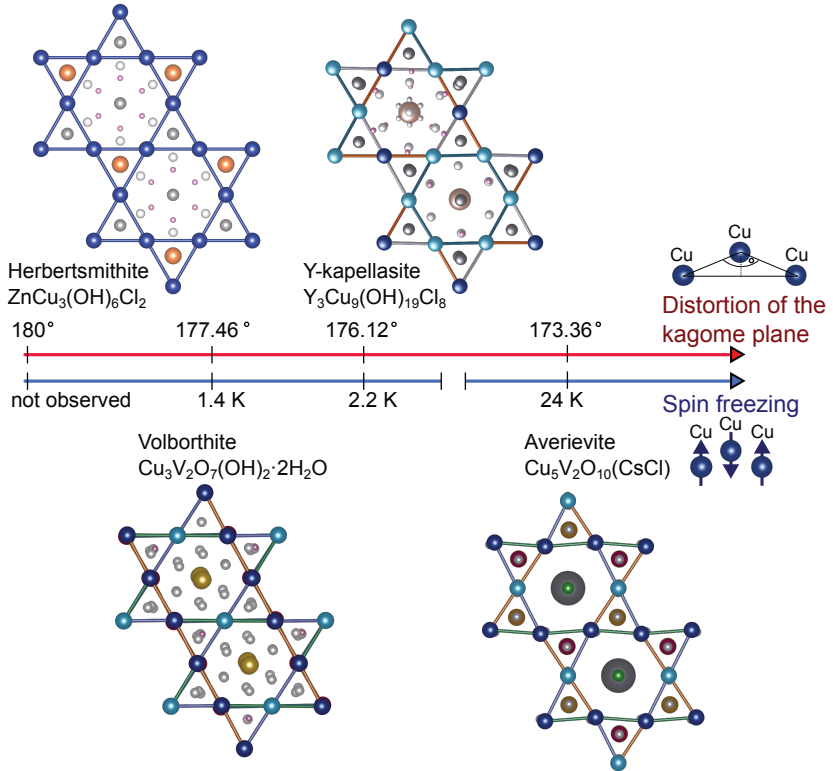 Herbertsmithite
ZnCu₃(OH)₆Cl₂
Y-kapellasite
Y₃Cu₉(OH)₁₉Cl₈
Cu
Cu
Cu
α
Distortion of the
kagome plane
180°
177.46°
176.12°
173.36°
not observed
1.4 K
2.2 K
24 K
Spin freezing
Cu
Cu
Cu
Volborthite
Cu₃V₂O₇(OH)₂·2H₂O
Averievite
Cu₅V₂O₁₀(CsCl)